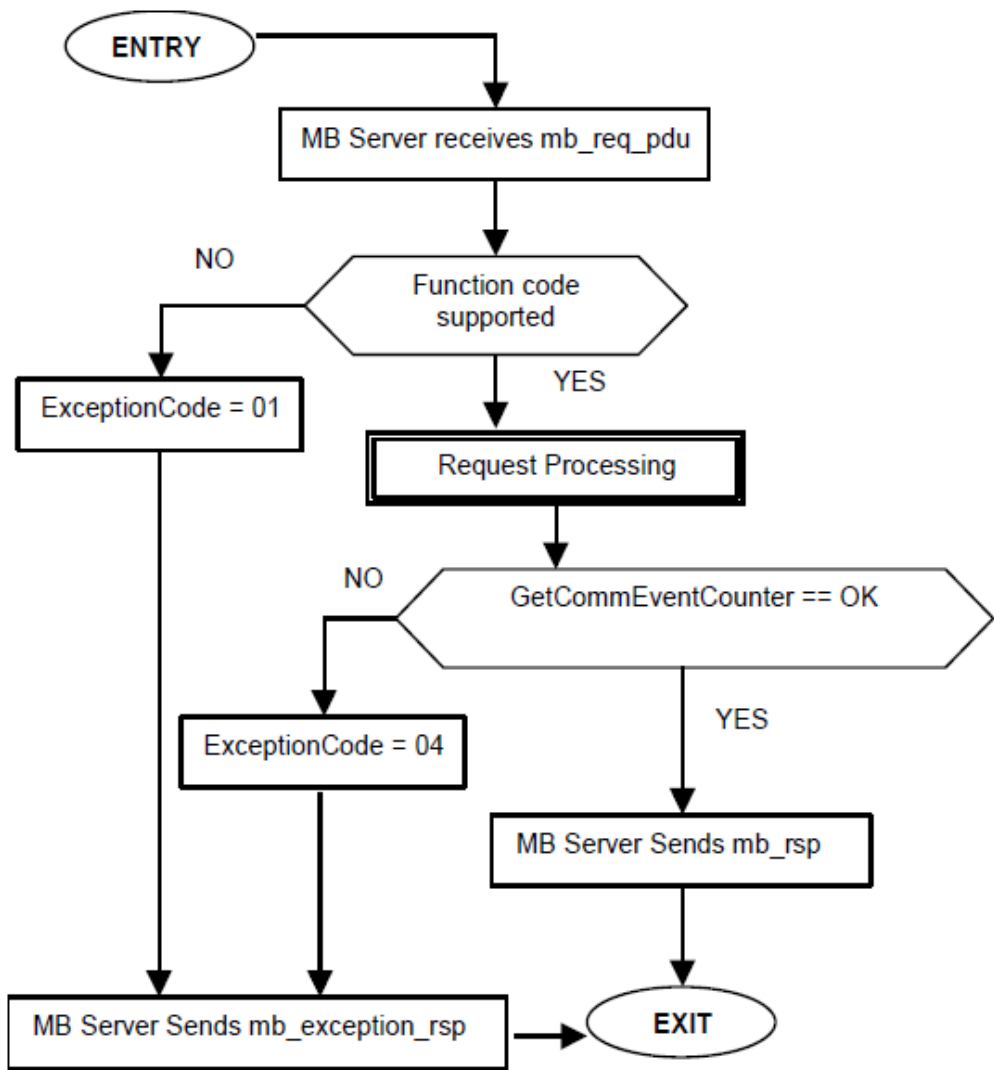 ENTRY
MB Server receives mb_req_pdu
NO
Function code
supported
YES
ExceptionCode = 01
Request Processing
NO
GetCommEventCounter == OK
YES
ExceptionCode = 04
MB Server Sends mb_rsp
MB Server Sends mb_exception_rsp
EXIT